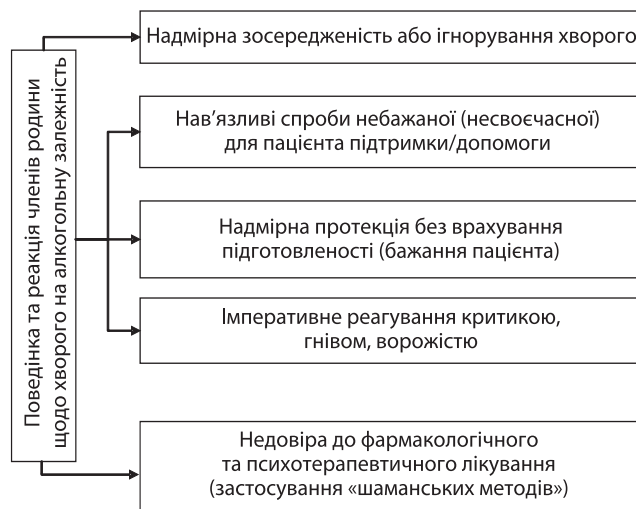 Поведінка та реакція членів родини
щодо хворого на алкогольну залежність
Надмірна зосередженість або ігнорування хворого
Нав’язливі спроби небажаної (несвоєчасної)
для пацієнта підтримки/допомоги
Надмірна протекція без врахування
підготовленості (бажання пацієнта)
Імперативне реагування критикою,
гнівом, ворожістю
Недовіра до фармакологічного
та психотерапевтичного лікування
(застосування «шаманських методів»)